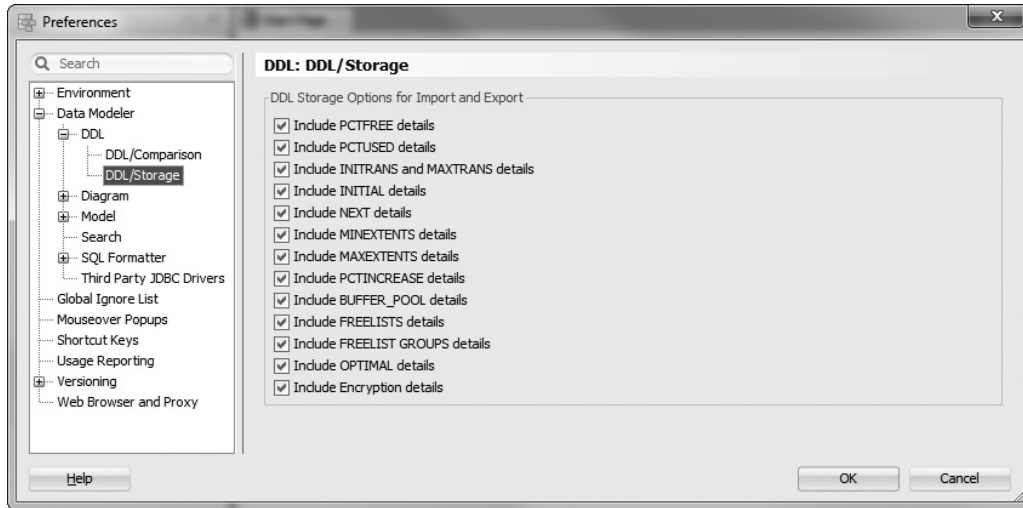 Preferences
Search
Environment
Data Modeler
DDL
DDL/Comparison
DDL/Storage
Diagram
Model
Search
SQL Formatter
Third Party JDBC Drivers
Global Ignore List
Mouseover Popups
Shortcut Keys
Usage Reporting
Versioning
Web Browser and Proxy
DDL: DDL/Storage
DDL Storage Options for Import and Export
Include PCTFREE details
Include PCTUSED details
Include INITRANS and MAXTRANS details
Include INITIAL details
Include NEXT details
Include MINEXTENTS details
Include MAXEXTENTS details
Include PCTINCREASE details
Include BUFFER_POOL details
Include FREELISTS details
Include FREELIST GROUPS details
Include OPTIMAL details
Include Encryption details
Help
OK
Cancel